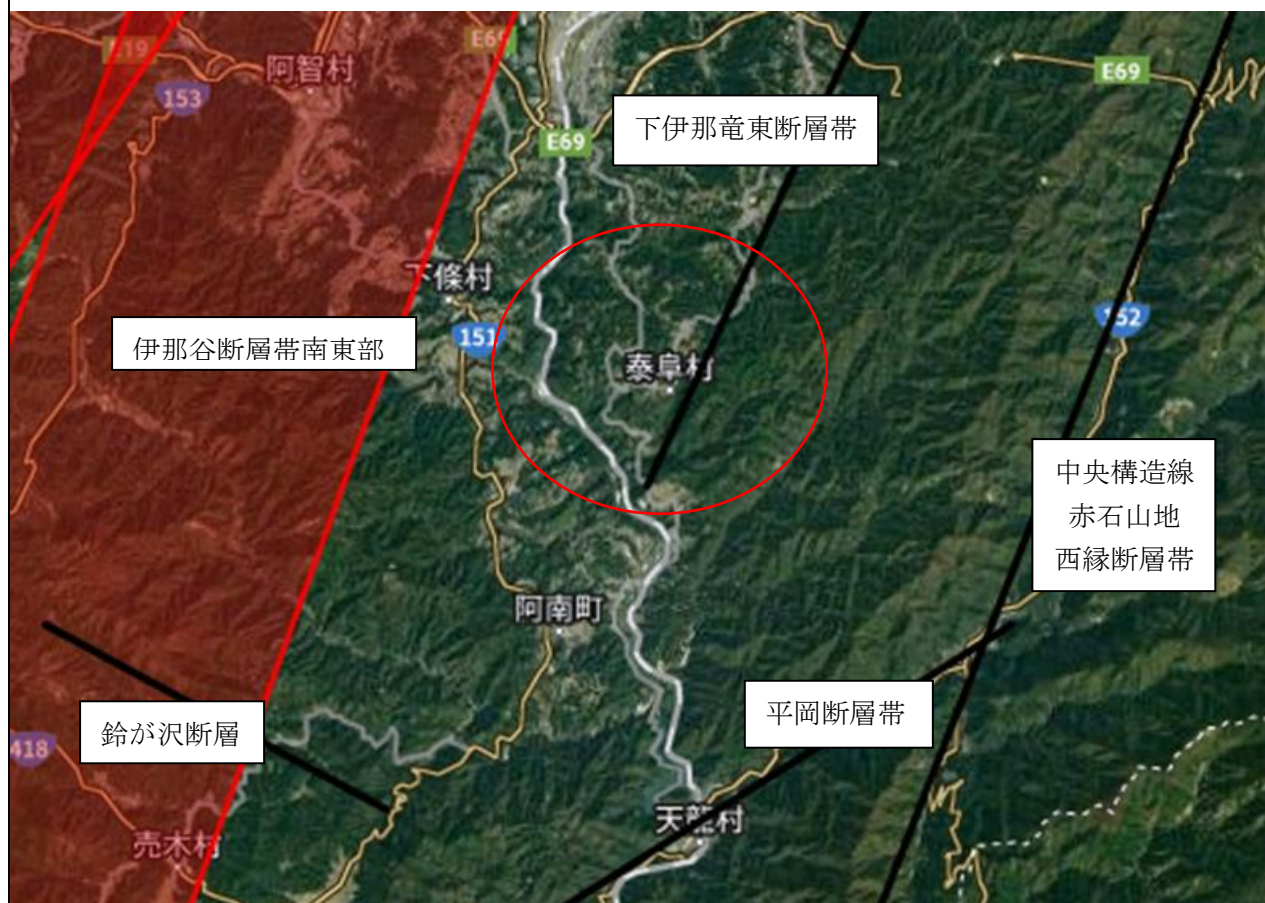 E69
阿智村
153
E69
下伊那竜東断層帯
E69
下條村
152
伊那谷断層帯南東部
151
泰阜村
中央構造線
赤石山地
西縁断層帯
阿南町
鈴が沢断層
平岡断層帯
418
天龍村
売木村